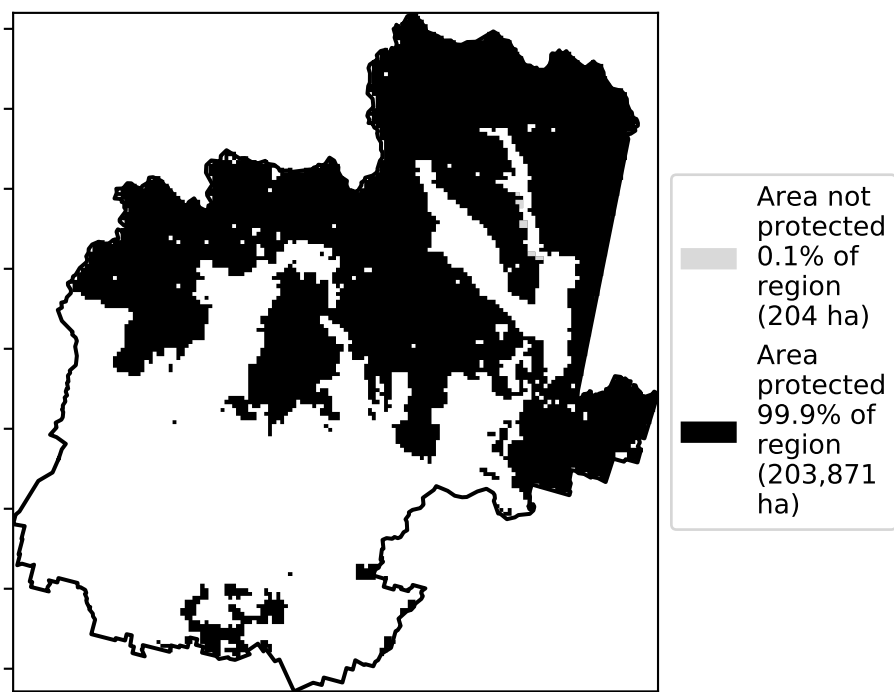 Area not
protected
0.1% of
region
(204 ha)
Area
protected
99.9% of
region
(203,871
ha)